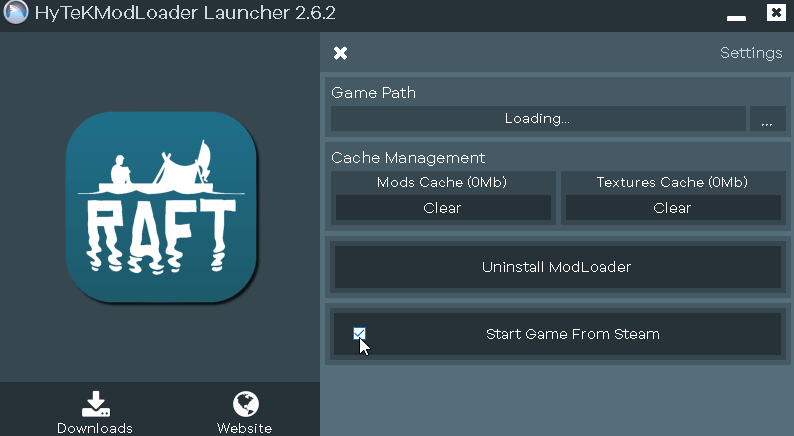 HyTeKModLoader Launcher 2.6.2
Settings
Game Path
Loading...
...
Cache Management
Mods Cache (0Mb)
Textures Cache (0Mb)
Clear
Clear
Uninstall ModLoader
Start Game From Steam
RAFT
Downloads
Website